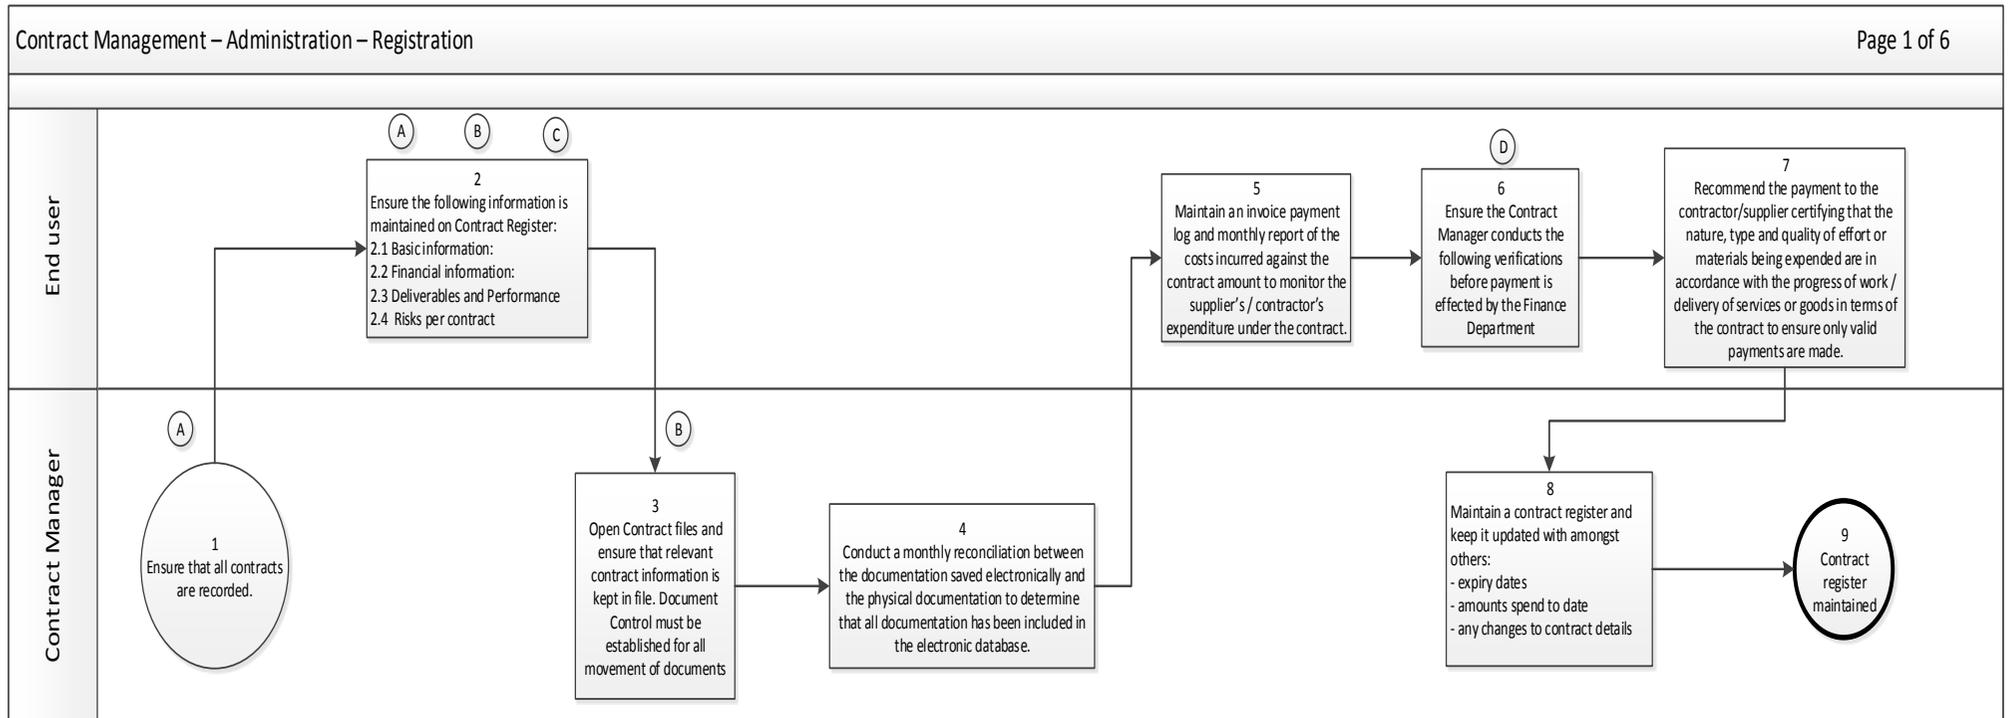 Contract Management – Administration – Registration
Page 1 of 6
End user
A
B
C
2
Ensure the following information is
maintained on Contract Register:
2.1 Basic information:
2.2 Financial information:
2.3 Deliverables and Performance
2.4 Risks per contract
5
Maintain an invoice payment
log and monthly report of the
costs incurred against the
contract amount to monitor the
supplier's / contractor's
expenditure under the contract.
D
6
Ensure the Contract
Manager conducts the
following verifications
before payment is
effected by the Finance
Department
7
Recommend the payment to the
contractor/supplier certifying that the
nature, type and quality of effort or
materials being expended are in
accordance with the progress of work /
delivery of services or goods in terms of
the contract to ensure only valid
payments are made.
Contract Manager
A
1
Ensure that all contracts
are recorded.
B
3
Open Contract files and
ensure that relevant
contract information is
kept in file. Document
Control must be
established for all
movement of documents
4
Conduct a monthly reconciliation between
the documentation saved electronically and
the physical documentation to determine
that all documentation has been included in
the electronic database.
8
Maintain a contract register and
keep it updated with amongst
others:
- expiry dates
- amounts spend to date
- any changes to contract details
9
Contract
register
maintained